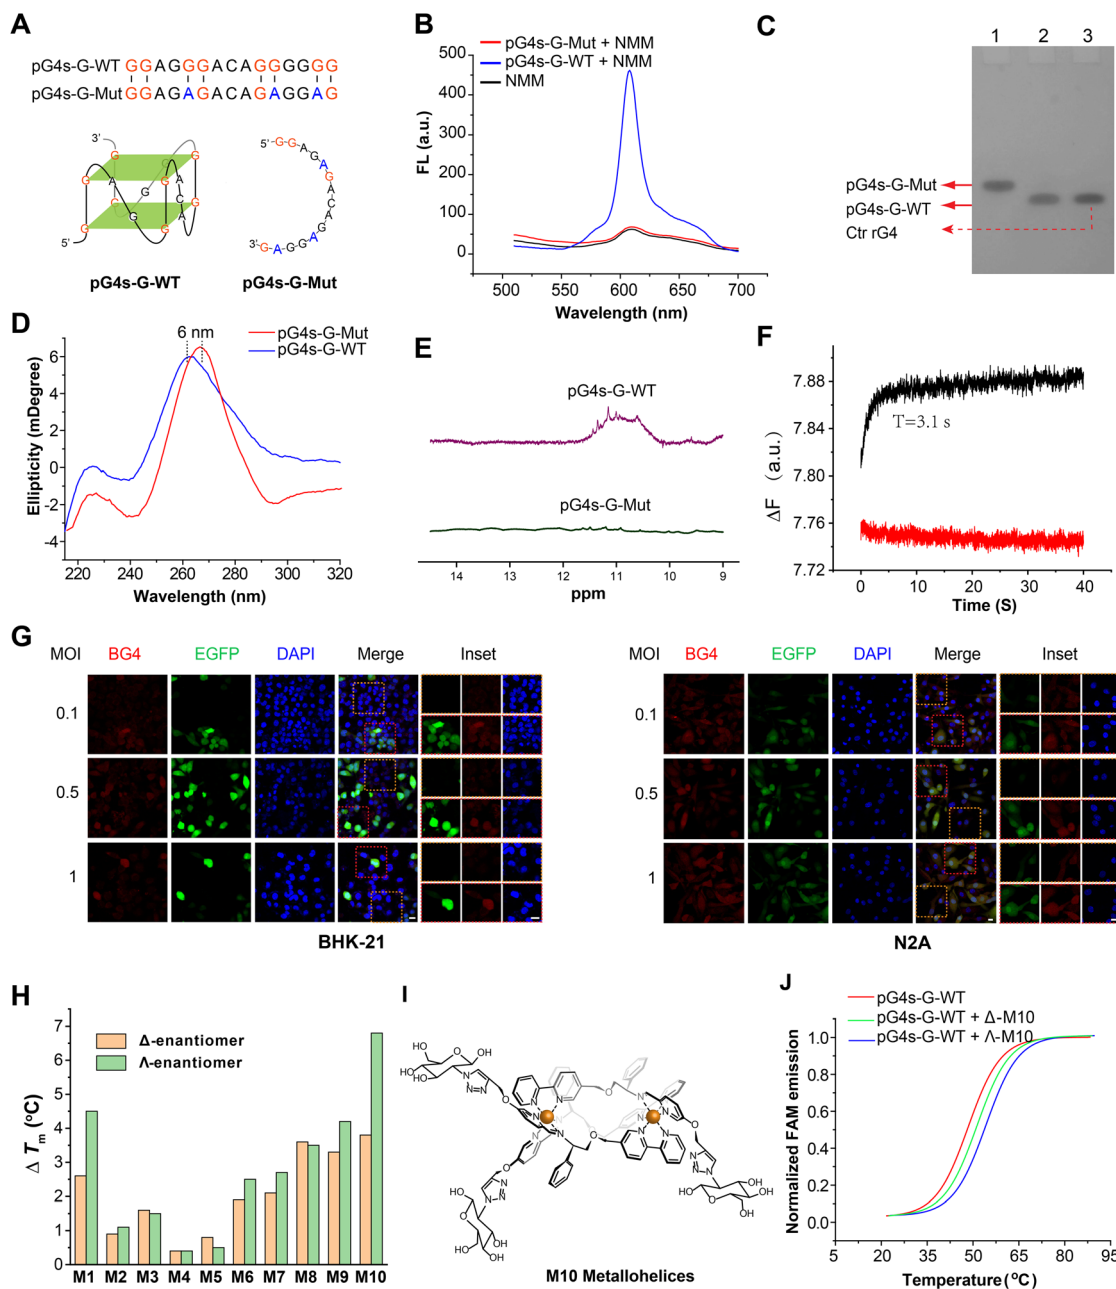 A
pG4s-G-WT GGAGGGACAGGGGGG
pG4s-G-Mut GGAGAGACAGAGGAG
3'
G
G
G
G
A
G
G
A
C
A
G
G
G
G
5'
pG4s-G-WT
5' GGAGAGACAGAGGAG 3'
pG4s-G-Mut
B
pG4s-G-Mut + NMM
pG4s-G-WT + NMM
NMM
FL (a.u.)
500
400
300
200
100
0
500 550 600 650 700
Wavelength (nm)
C
1 2 3
pG4s-G-Mut
pG4s-G-WT
Ctr rG4
D
6 nm
pG4s-G-Mut
pG4s-G-WT
Ellipticity (mDegree)
6
4
2
0
-2
-4
220 240 260 280 300 320
Wavelength (nm)
E
pG4s-G-WT
pG4s-G-Mut
14 13 12 11 10 9
ppm
F
ΔF (a.u.)
7.88
7.84
7.80
7.76
7.72
T=3.1 s
0 10 20 30 40
Time (S)
G
MOI BG4 EGFP DAPI Merge Inset
0.1
0.5
1
BHK-21
MOI BG4 EGFP DAPI Merge Inset
0.1
0.5
1
N2A
H
Δ-enantiomer
Λ-enantiomer
Δ Tm (oC)
7
6
5
4
3
2
1
0
M1 M2 M3 M4 M5 M6 M7 M8 M9 M10
I
M10 Metallohelices
J
pG4s-G-WT
pG4s-G-WT + Δ-M10
pG4s-G-WT + Λ-M10
Normalized FAM emission
1.0
0.8
0.6
0.4
0.2
0.0
5 35 65 95
Temperature(oC)